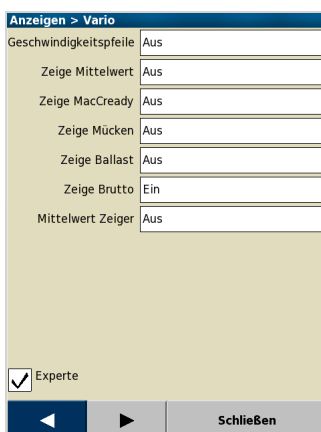 Anzeigen > Vario
Geschwindigkeitspfeile Aus
Zeige Mittelwert Aus
Zeige MacCready Aus
Zeige Mücken Aus
Zeige Ballast Aus
Zeige Brutto Ein
Mittelwert Zeiger Aus
Experte
Schließen